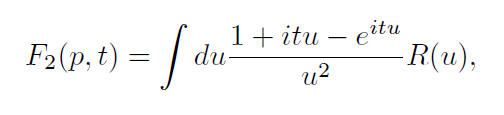 $F_2(p,t) = \int du \frac{1 + itu - e^{itu}}{u^2} R(u),$